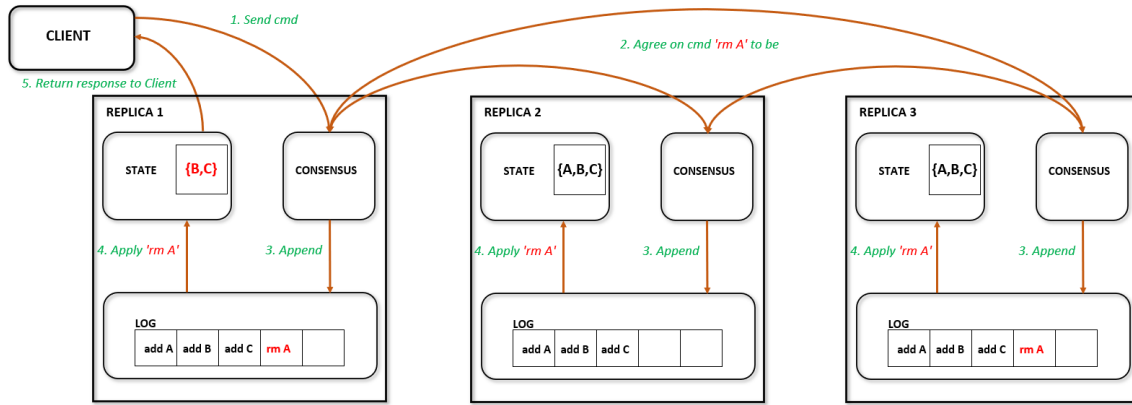 CLIENT
1. Send cmd
2. Agree on cmd 'rm A' to be
5. Return response to Client
REPLICA 1
STATE
{B,C}
CONSENSUS
4. Apply 'rm A'
3. Append
LOG
add A add B add C rm A
REPLICA 2
STATE
{A,B,C}
CONSENSUS
4. Apply 'rm A'
3. Append
LOG
add A add B add C
REPLICA 3
STATE
{A,B,C}
CONSENSUS
4. Apply 'rm A'
3. Append
LOG
add A add B add C rm A